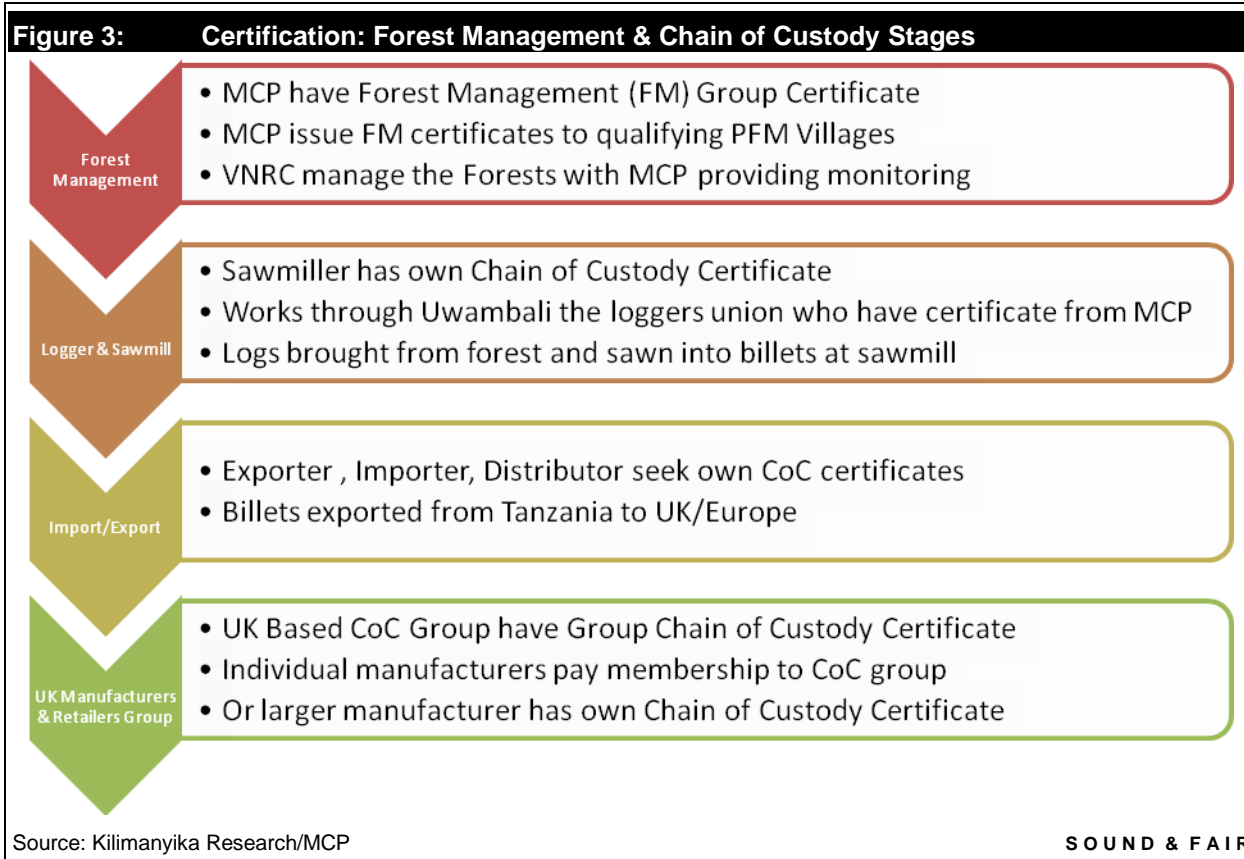 Figure 3: Certification: Forest Management & Chain of Custody Stages
Forest
Management
• MCP have Forest Management (FM) Group Certificate
• MCP issue FM certificates to qualifying PFM Villages
• VNRC manage the Forests with MCP providing monitoring
Logger & Sawmill
• Sawmiller has own Chain of Custody Certificate
• Works through Uwambali the loggers union who have certificate from MCP
• Logs brought from forest and sawn into billets at sawmill
Import/Export
• Exporter , Importer, Distributor seek own CoC certificates
• Billets exported from Tanzania to UK/Europe
UK Manufacturers
& Retailers Group
• UK Based CoC Group have Group Chain of Custody Certificate
• Individual manufacturers pay membership to CoC group
• Or larger manufacturer has own Chain of Custody Certificate
Source: Kilimanyika Research/MCP
SOUND & FAIR